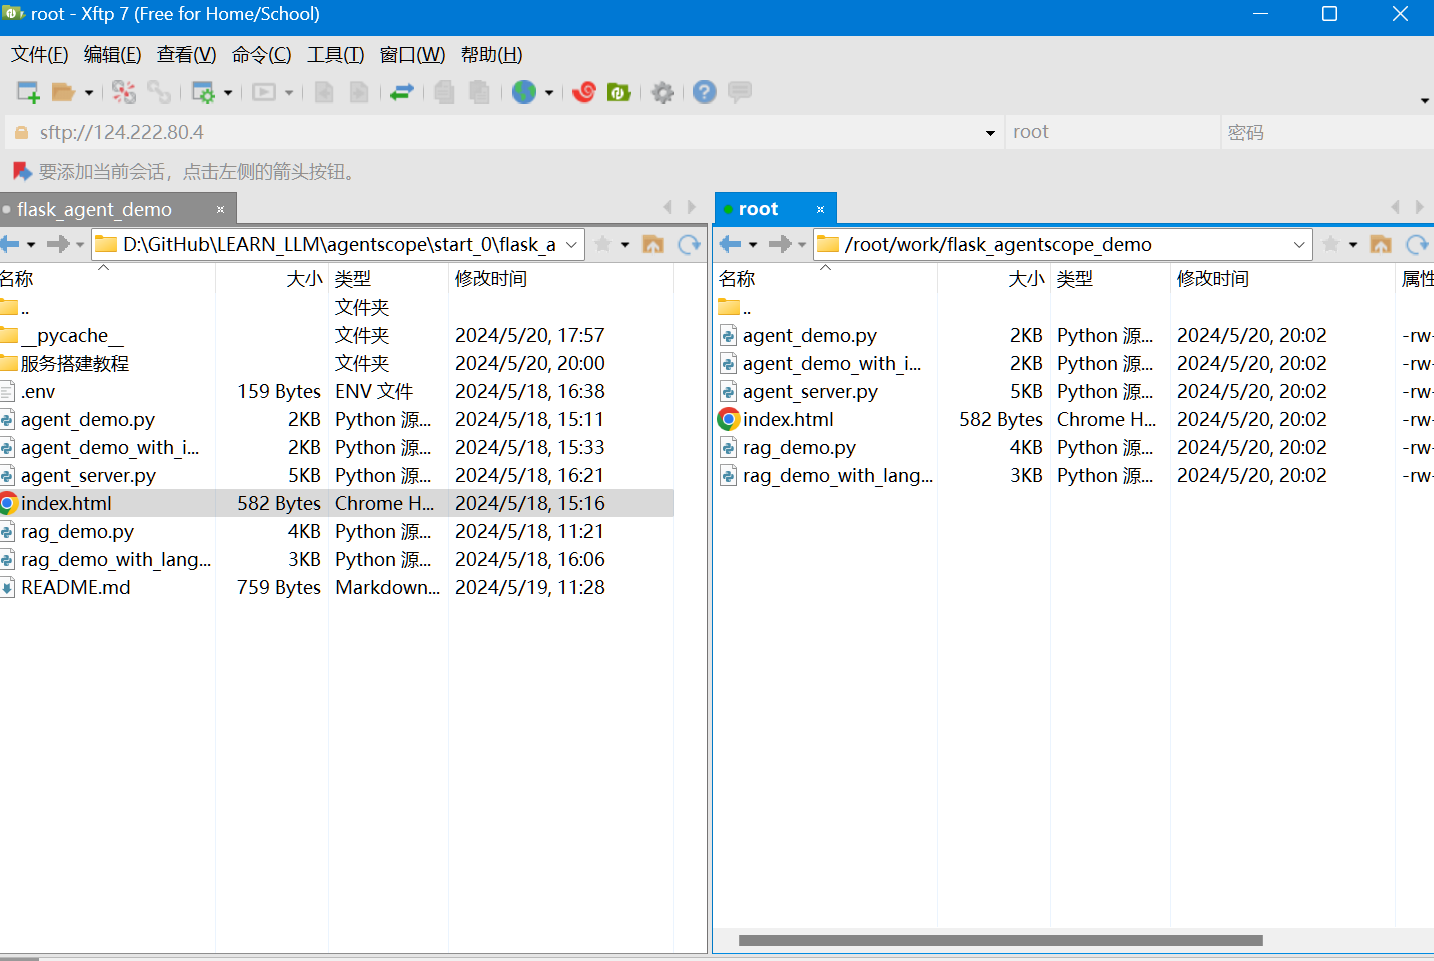 root - Xftp 7 (Free for Home/School)
文件(F) 编辑(E) 查看(V) 命令(C) 工具(T) 窗口(W) 帮助(H)
sftp://124.222.80.4 root 密码
要添加当前会话，点击左侧的箭头按钮。
flask_agent_demo
D:\GitHub\LEARN_LLM\agentscope\start_0\flask_a
名称 大小 类型 修改时间
.. 文件夹
__pycache__ 文件夹 2024/5/20, 17:57
服务搭建教程 文件夹 2024/5/20, 20:00
.env 159 Bytes ENV 文件 2024/5/18, 16:38
agent_demo.py 2KB Python 源... 2024/5/18, 15:11
agent_demo_with_i... 2KB Python 源... 2024/5/18, 15:33
agent_server.py 5KB Python 源... 2024/5/18, 16:21
index.html 582 Bytes Chrome H... 2024/5/18, 15:16
rag_demo.py 4KB Python 源... 2024/5/18, 11:21
rag_demo_with_lang... 3KB Python 源... 2024/5/18, 16:06
README.md 759 Bytes Markdown... 2024/5/19, 11:28
root
/root/work/flask_agentscope_demo
名称 大小 类型 修改时间 属性
..
agent_demo.py 2KB Python 源... 2024/5/20, 20:02 -rw-
agent_demo_with_i... 2KB Python 源... 2024/5/20, 20:02 -rw-
agent_server.py 5KB Python 源... 2024/5/20, 20:02 -rw-
index.html 582 Bytes Chrome H... 2024/5/20, 20:02 -rw-
rag_demo.py 4KB Python 源... 2024/5/20, 20:02 -rw-
rag_demo_with_lang... 3KB Python 源... 2024/5/20, 20:02 -rw-